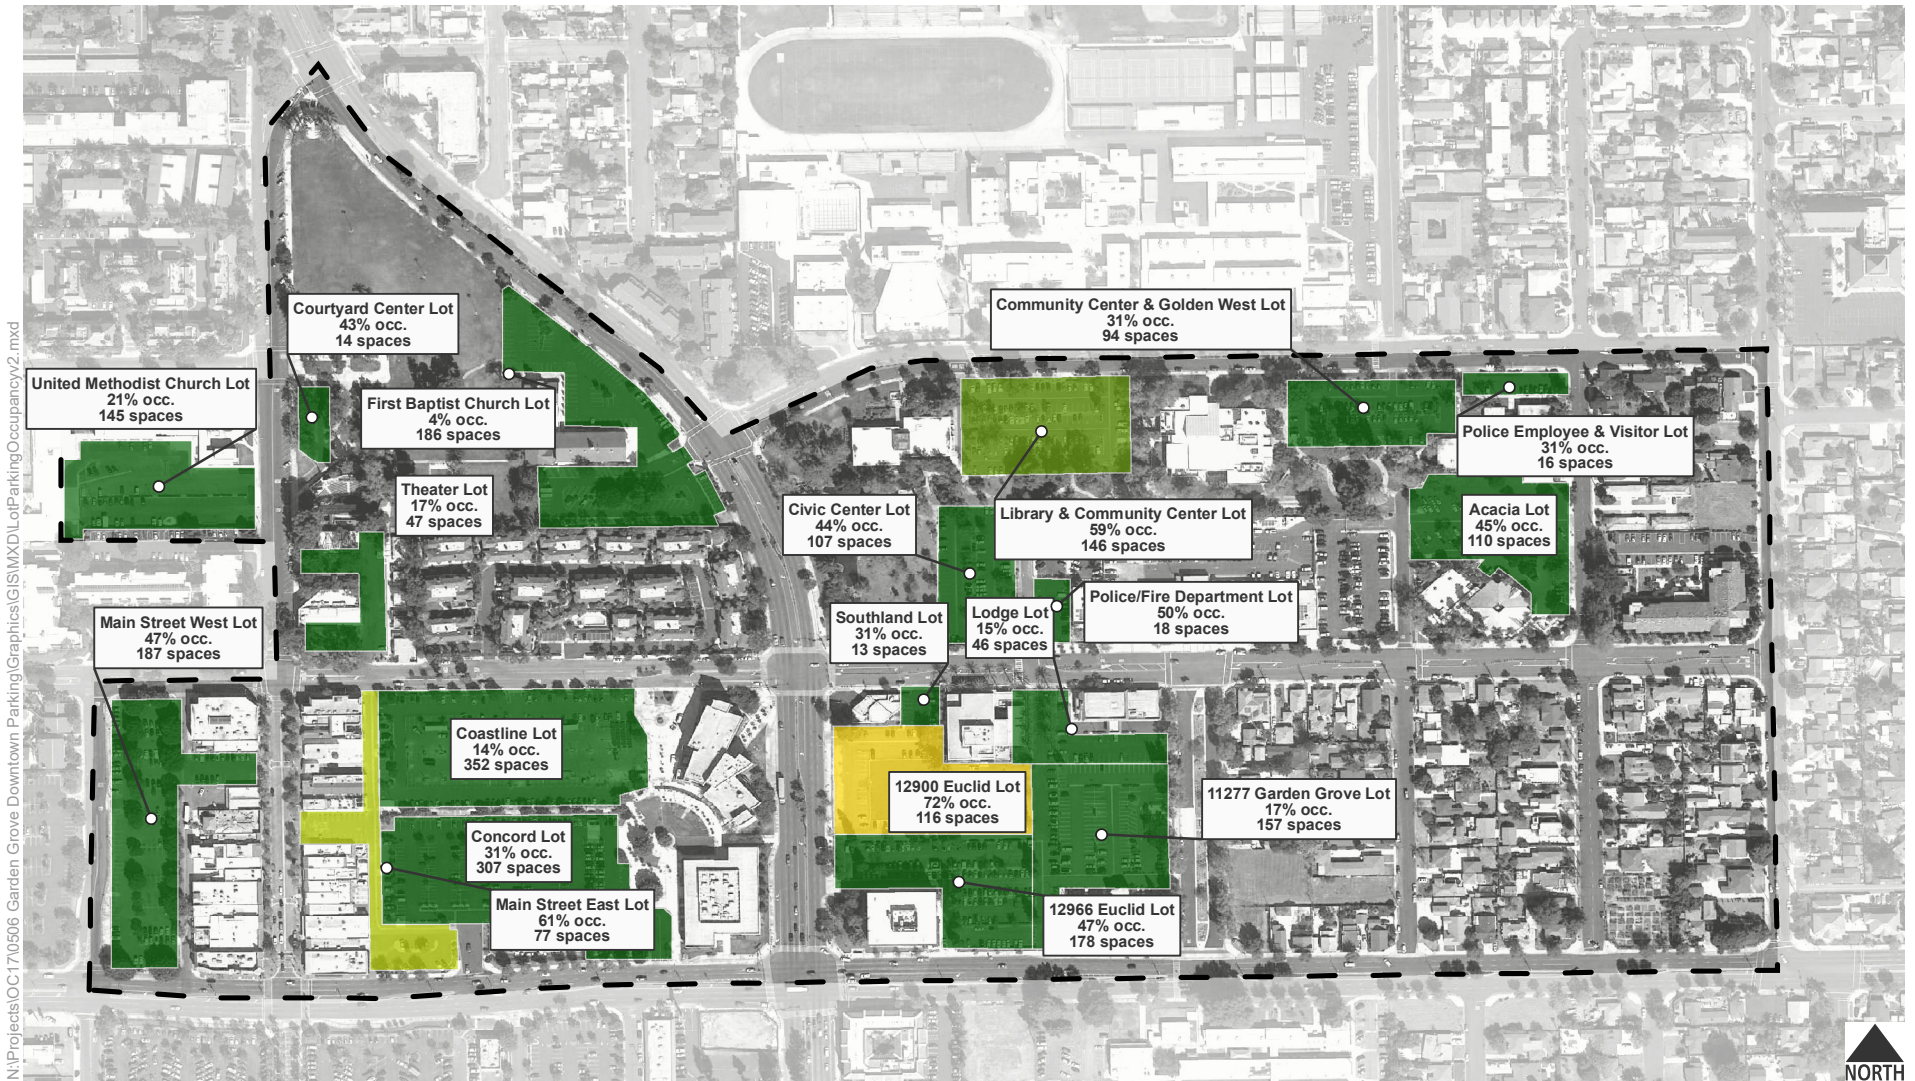 N:\Projects\OC17\0506 Garden Grove Downtown Parking\Graphics\GIS\MXD\LotParkingOccupancyv2.mxd
Courtyard Center Lot
43% occ.
14 spaces
Community Center & Golden West Lot
31% occ.
94 spaces
United Methodist Church Lot
21% occ.
145 spaces
First Baptist Church Lot
4% occ.
186 spaces
Police Employee & Visitor Lot
31% occ.
16 spaces
Theater Lot
17% occ.
47 spaces
Civic Center Lot
44% occ.
107 spaces
Library & Community Center Lot
59% occ.
146 spaces
Acacia Lot
45% occ.
110 spaces
Main Street West Lot
47% occ.
187 spaces
Southland Lot
31% occ.
13 spaces
Lodge Lot
15% occ.
46 spaces
Police/Fire Department Lot
50% occ.
18 spaces
Coastline Lot
14% occ.
352 spaces
12900 Euclid Lot
72% occ.
116 spaces
11277 Garden Grove Lot
17% occ.
157 spaces
Concord Lot
31% occ.
307 spaces
Main Street East Lot
61% occ.
77 spaces
12966 Euclid Lot
47% occ.
178 spaces
NORTH